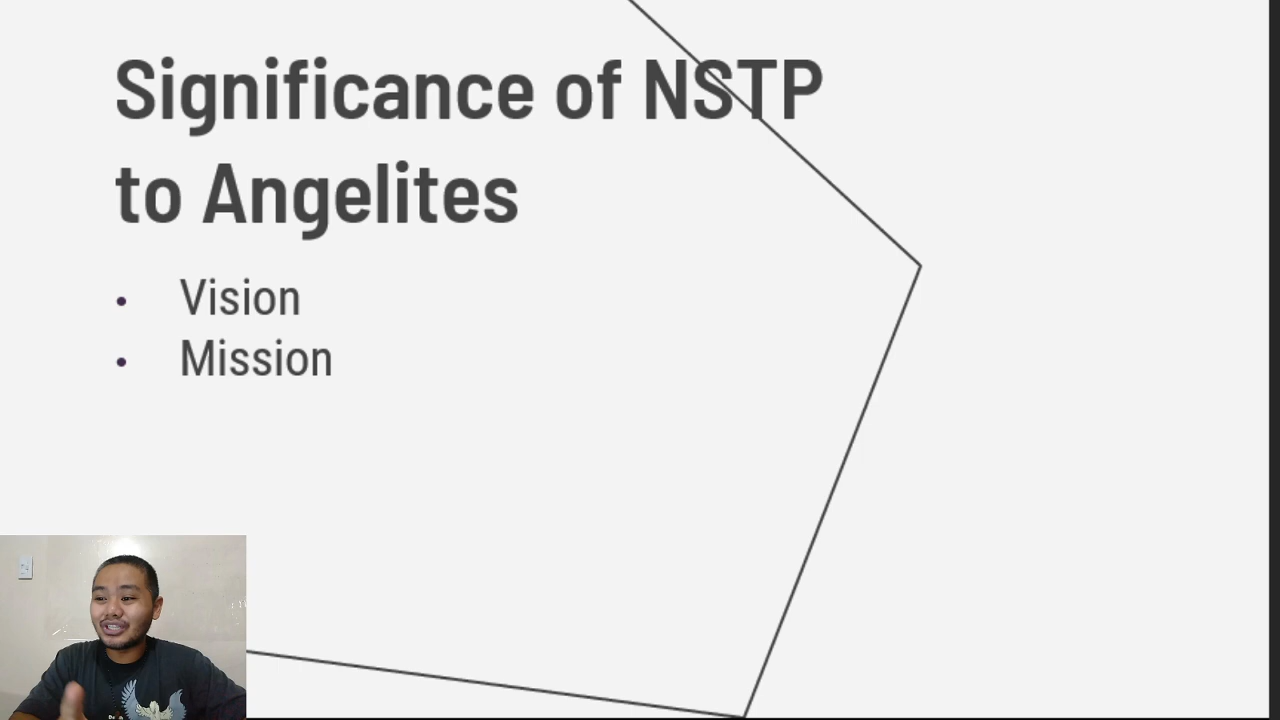 Significance of NSTP
to Angelites
• Vision
• Mission